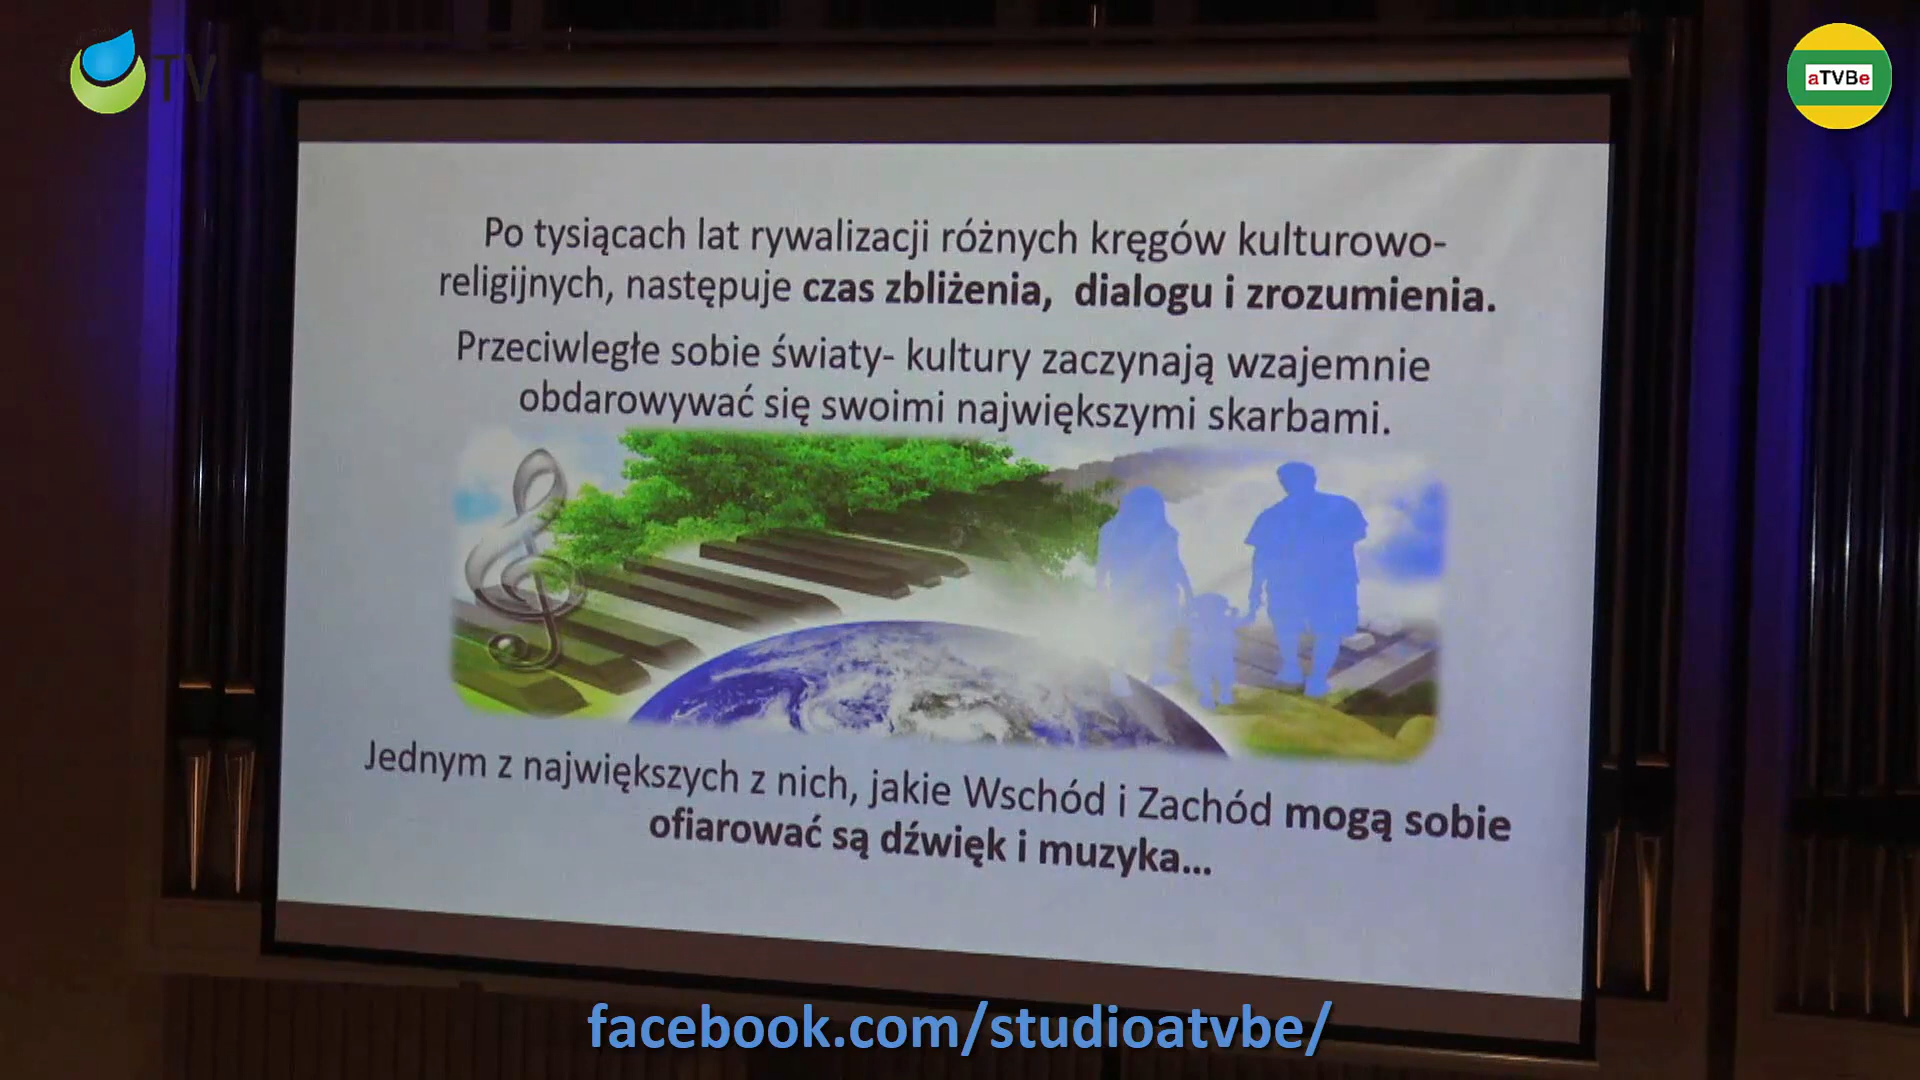 TV
aTVBe
Po tysiącach lat rywalizacji różnych kręgów kulturowo-
religijnych, następuje czas zbliżenia, dialogu i zrozumienia.
Przeciwległe sobie światy- kultury zaczynają wzajemnie
obdarowywać się swoimi największymi skarbami.
Jednym z największych z nich, jakie Wschód i Zachód mogą sobie
ofiarować są dźwięk i muzyka...
facebook.com/studioatvbe/